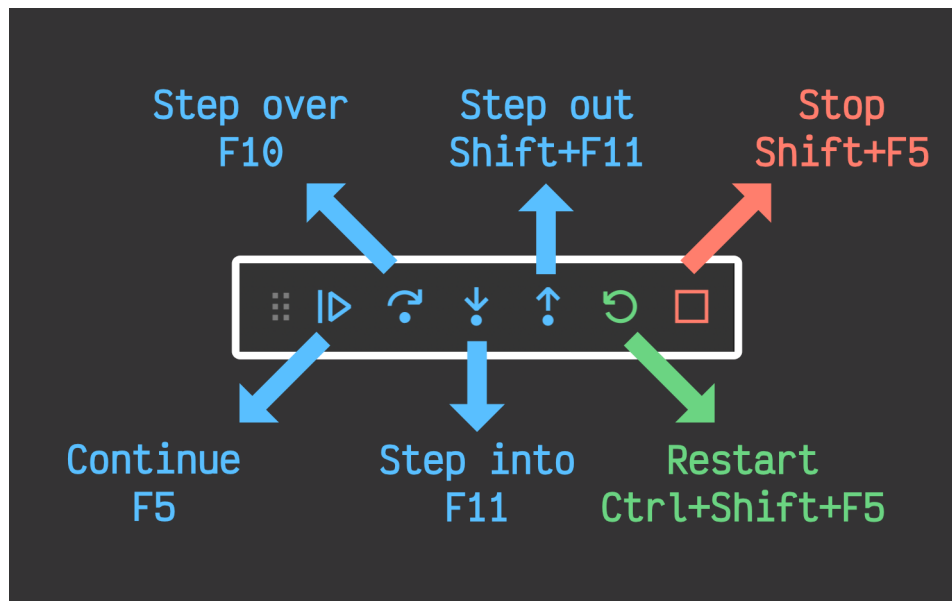 Step over
F10
Step out
Shift+F11
Stop
Shift+F5
Continue
F5
Step into
F11
Restart
Ctrl+Shift+F5